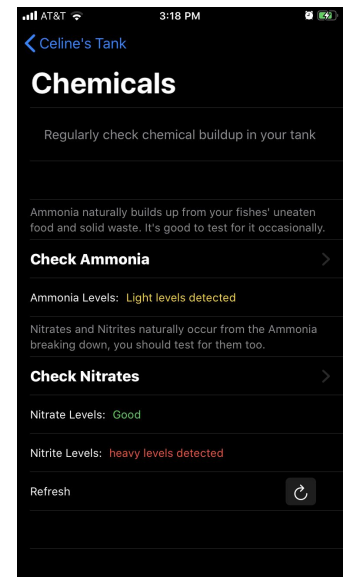 AT&T 3:18 PM
Celine's Tank
Chemicals
Regularly check chemical buildup in your tank
Ammonia naturally builds up from your fishes' uneaten
food and solid waste. It's good to test for it occasionally.
Check Ammonia
Ammonia Levels: Light levels detected
Nitrates and Nitrites naturally occur from the Ammonia
breaking down, you should test for them too.
Check Nitrates
Nitrate Levels: Good
Nitrite Levels: heavy levels detected
Refresh